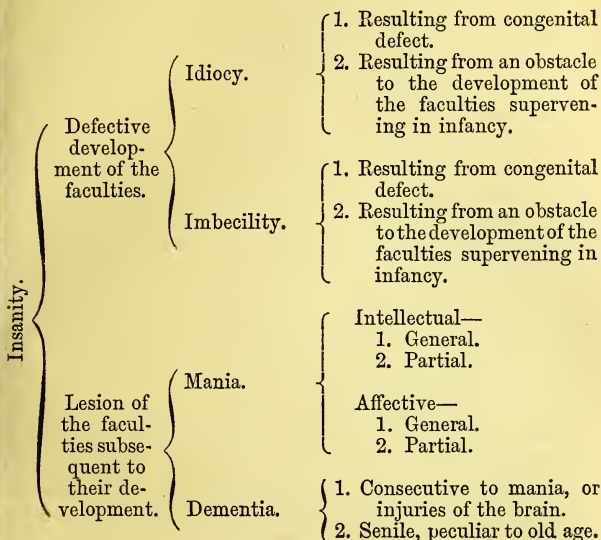 Insanity.
Defective
develop-
ment of the
faculties.
Idiocy.
1. Resulting from congenital
defect.
2. Resulting from an obstacle
to the development of
the faculties superven-
ing in infancy.
Imbecility.
1. Resulting from congenital
defect.
2. Resulting from an obstacle
to the development of the
faculties supervening in
infancy.
Lesion of
the facul-
ties subse-
quent to
their de-
velopment.
Mania.
Intellectual—
1. General.
2. Partial.
Affective—
1. General.
2. Partial.
Dementia.
1. Consecutive to mania, or
injuries of the brain.
2. Senile, peculiar to old age.